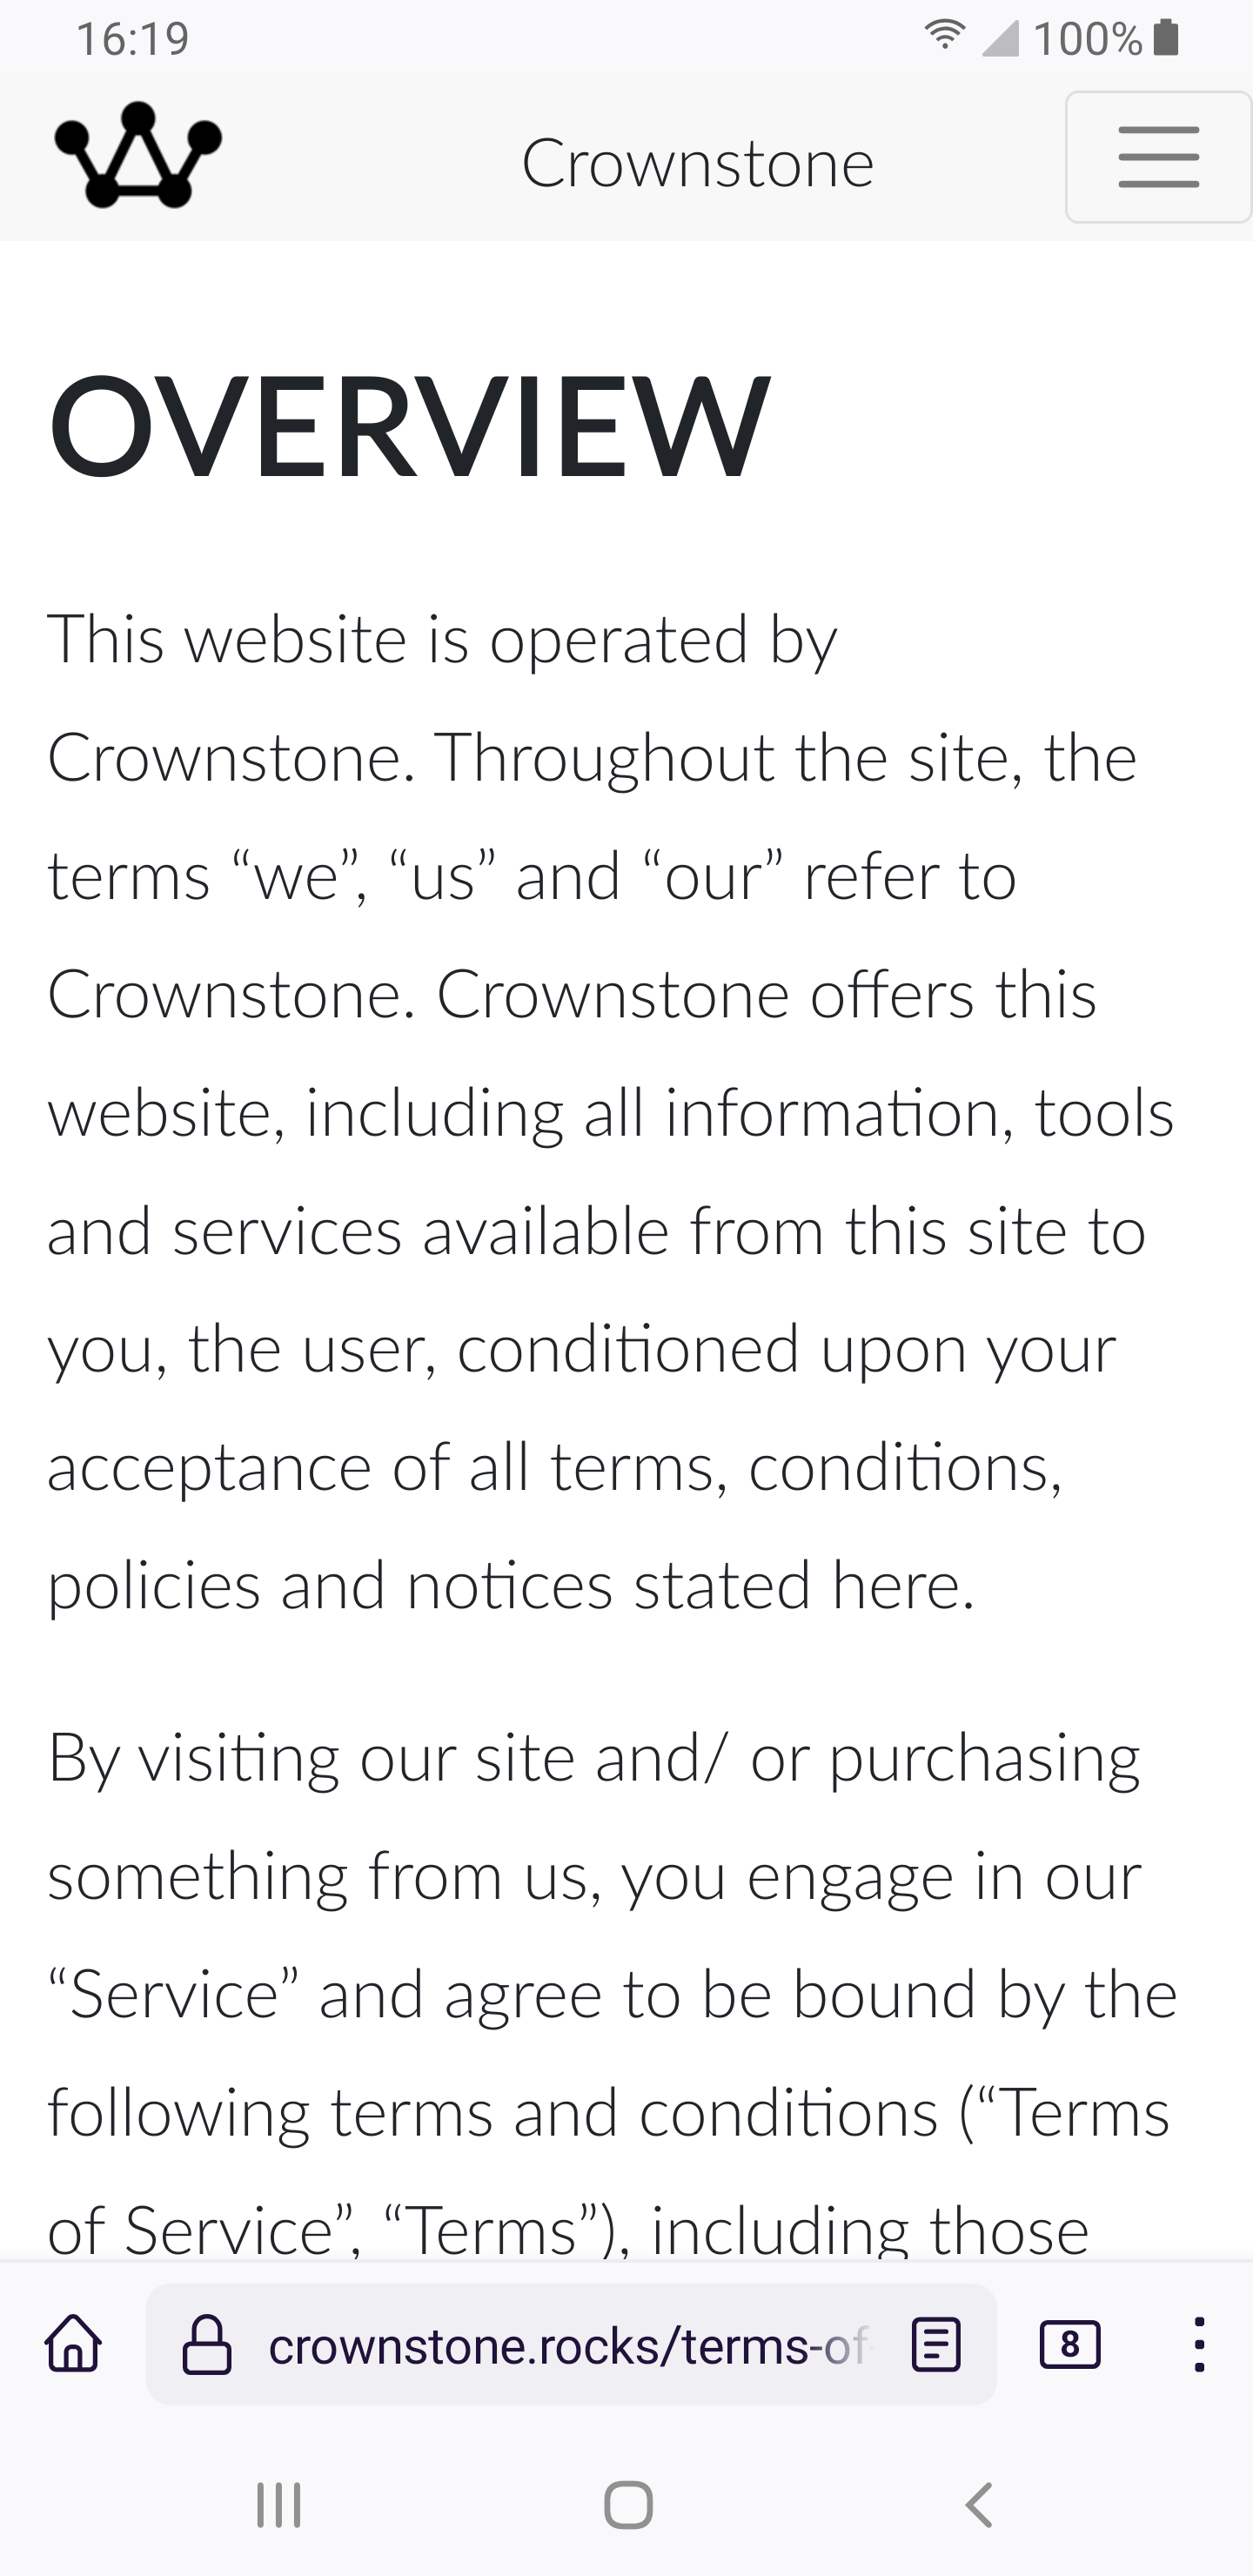 16:19
100%
Crownstone
OVERVIEW
This website is operated by
Crownstone. Throughout the site, the
terms “we”, “us” and “our” refer to
Crownstone. Crownstone offers this
website, including all information, tools
and services available from this site to
you, the user, conditioned upon your
acceptance of all terms, conditions,
policies and notices stated here.
By visiting our site and/ or purchasing
something from us, you engage in our
“Service” and agree to be bound by the
following terms and conditions (“Terms
of Service”, “Terms”), including those
crownstone.rocks/terms-of-
8